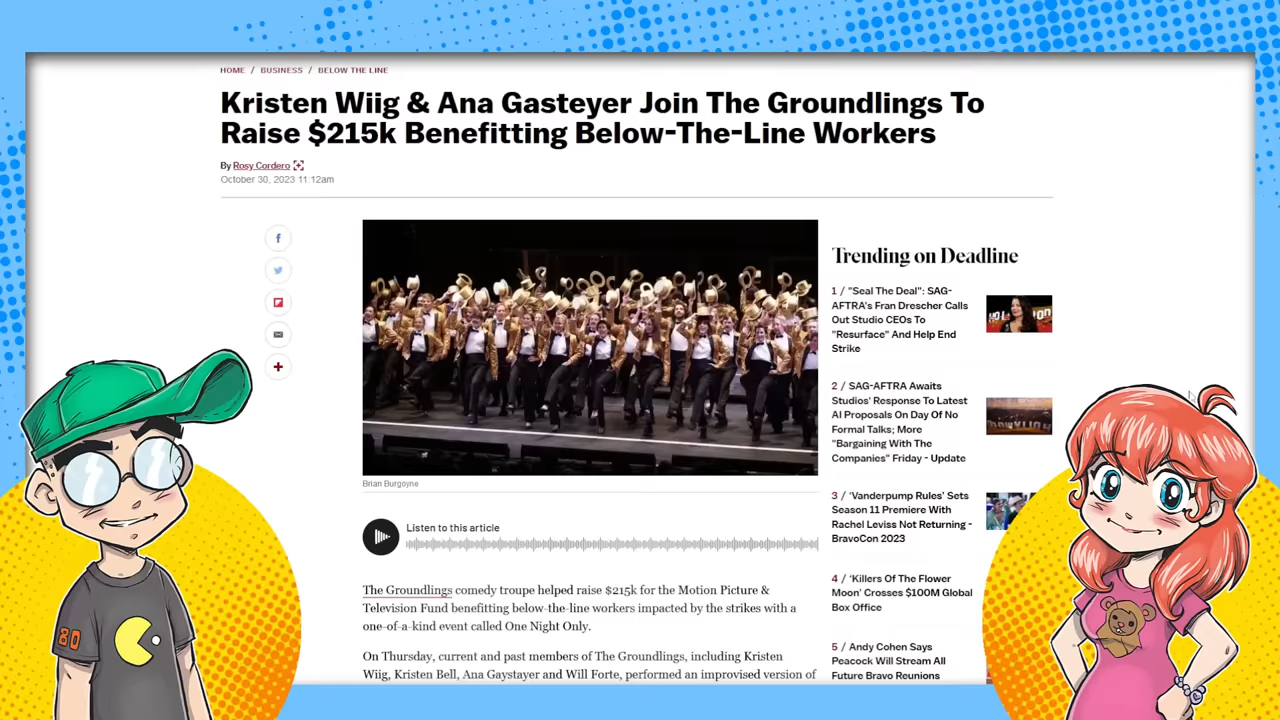 HOME / BUSINESS / BELOW THE LINE
Kristen Wiig & Ana Gasteyer Join The Groundlings To
Raise $215k Benefitting Below-The-Line Workers
By Rosy Cordero
October 30, 2023 11:12am
Brian Burgoyne
Listen to this article
The Groundlings comedy troupe helped raise $215k for the Motion Picture &
Television Fund benefitting below-the-line workers impacted by the strikes with a
one-of-a-kind event called One Night Only.
On Thursday, current and past members of The Groundlings, including Kristen
Wiig, Kristen Bell, Ana Gaystayer and Will Forte, performed an improvised version of
Trending on Deadline
1 / "Seal The Deal": SAG-
AFTRA's Fran Drescher Calls
Out Studio CEOs To
"Resurface" And Help End
Strike
2 / SAG-AFTRA Awaits
Studios' Response To Latest
AI Proposals On Day Of No
Formal Talks; More
"Bargaining With The
Companies" Friday - Update
3 / 'Vanderpump Rules' Sets
Season 11 Premiere With
Rachel Leviss Not Returning -
BravoCon 2023
4 / 'Killers Of The Flower
Moon' Crosses $100M Global
Box Office
5 / Andy Cohen Says
Peacock Will Stream All
Future Bravo Reunions
80